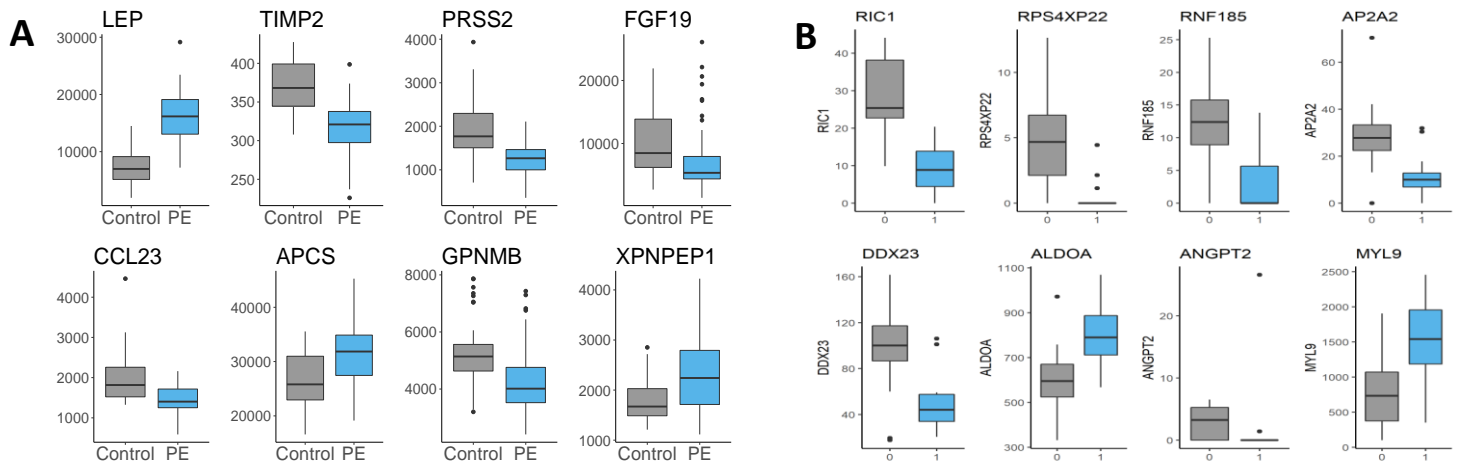 A
LEP
30000
20000
10000
Control PE
TIMP2
400
350
300
250
Control PE
PRSS2
4000
3000
2000
1000
Control PE
FGF19
20000
10000
Control PE
CCL23
4000
3000
2000
1000
Control PE
APCS
40000
30000
20000
Control PE
GPNMB
8000
6000
4000
Control PE
XPNPEP1
4000
3000
2000
1000
Control PE
B
RIC1
RIC1
40
30
20
10
0
0 1
RPS4XP22
RPS4XP22
10
5
0
0 1
RNF185
RNF185
25
20
15
10
5
0
0 1
AP2A2
AP2A2
60
40
20
0
0 1
DDX23
DDX23
160
120
80
40
0 1
ALDOA
ALDOA
1100
900
700
500
300
0 1
ANGPT2
ANGPT2
20
10
0
0 1
MYL9
MYL9
2500
2000
1500
1000
500
0
0 1